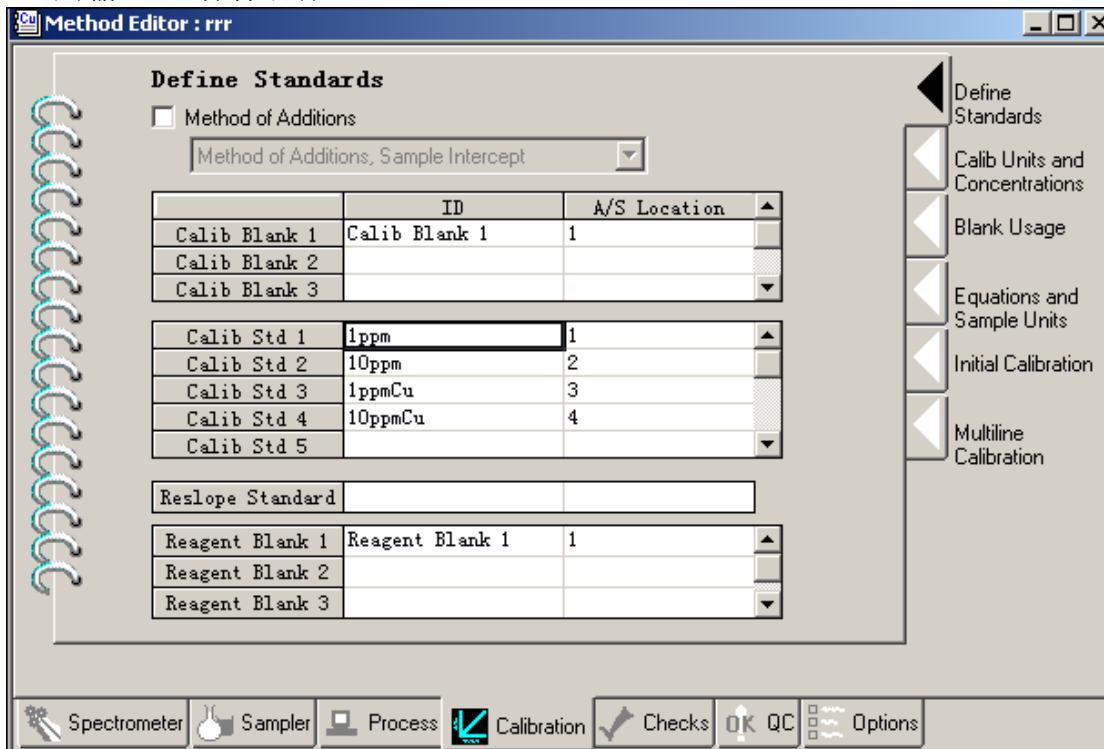 Method Editor : rrr
Define Standards
Method of Additions
Method of Additions, Sample Intercept
ID A/S Location
Calib Blank 1 Calib Blank 1 1
Calib Blank 2
Calib Blank 3
Calib Std 1 1ppm 1
Calib Std 2 10ppm 2
Calib Std 3 1ppmCu 3
Calib Std 4 10ppmCu 4
Calib Std 5
Reslope Standard
Reagent Blank 1 Reagent Blank 1 1
Reagent Blank 2
Reagent Blank 3
Define
Standards
Calib Units and
Concentrations
Blank Usage
Equations and
Sample Units
Initial Calibration
Multiline
Calibration
Spectrometer Sampler Process Calibration Checks OK QC Options